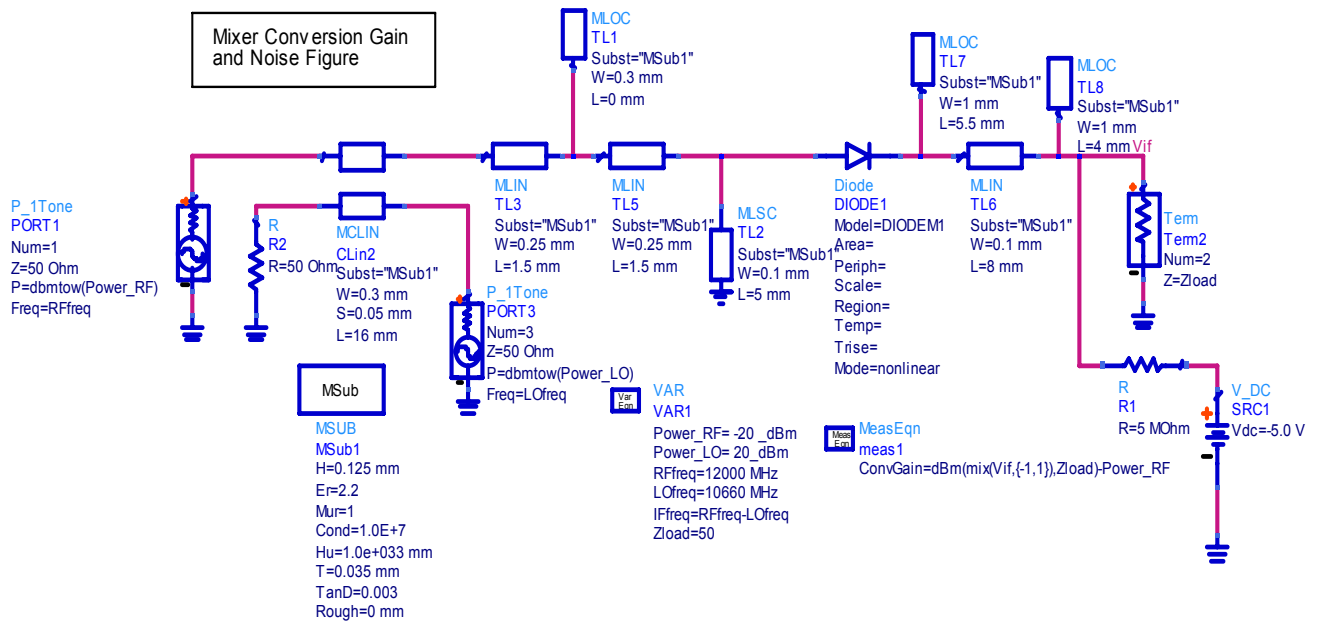 Mixer Conversion Gain
and Noise Figure
MLOC
TL1
Subst="MSub1"
W=0.3 mm
L=0 mm
MLOC
TL7
Subst="MSub1"
W=1 mm
L=5.5 mm
MLOC
TL8
Subst="MSub1"
W=1 mm
L=4 mm
Vif
P_1Tone
PORT1
Num=1
Z=50 Ohm
P=dbmtow(Power_RF)
Freq=RFfreq
R
R2
R=50 Ohm
MCLIN
CLin2
Subst="MSub1"
W=0.3 mm
S=0.05 mm
L=16 mm
P_1Tone
PORT3
Num=3
Z=50 Ohm
P=dbmtow(Power_LO)
Freq=LOfreq
MLIN
TL3
Subst="MSub1"
W=0.25 mm
L=1.5 mm
MLIN
TL5
Subst="MSub1"
W=0.25 mm
L=1.5 mm
MLSC
TL2
Subst="MSub1"
W=0.1 mm
L=5 mm
Diode
DIODE1
Model=DIODEM1
Area=
Periph=
Scale=
Region=
Temp=
Trise=
Mode=nonlinear
MLIN
TL6
Subst="MSub1"
W=0.1 mm
L=8 mm
Term
Term2
Num=2
Z=Zload
R
R1
R=5 MOhm
V_DC
SRC1
Vdc=-5.0 V
MSub
MSUB
MSub1
H=0.125 mm
Er=2.2
Mur=1
Cond=1.0E+7
Hu=1.0e+033 mm
T=0.035 mm
TanD=0.003
Rough=0 mm
Var
Eqn
VAR
VAR1
Power_RF= -20 _dBm
Power_LO= 20_dBm
RFfreq=12000 MHz
LOfreq=10660 MHz
IFfreq=RFfreq-LOfreq
Zload=50
Meas
Eqn
MeasEqn
meas1
ConvGain=dBm(mix(Vif,{-1,1}),Zload)-Power_RF